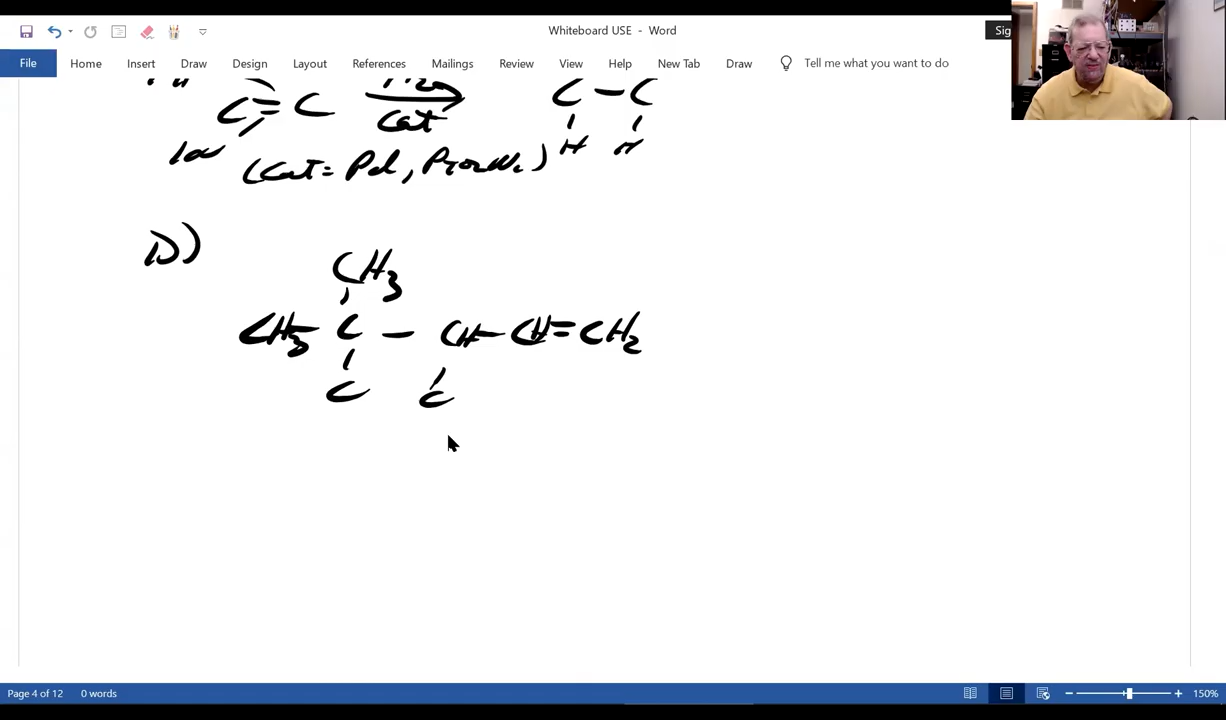 Whiteboard USE - Word
Sig
File Home Insert Draw Design Layout References Mailings Review View Help New Tab Draw Tell me what you want to do
C = C Cat C - C
H H
(Cat = Pd,
D)
CH3
CH3 C - CH - CH = CH2
C C
Page 4 of 12 0 words 150%